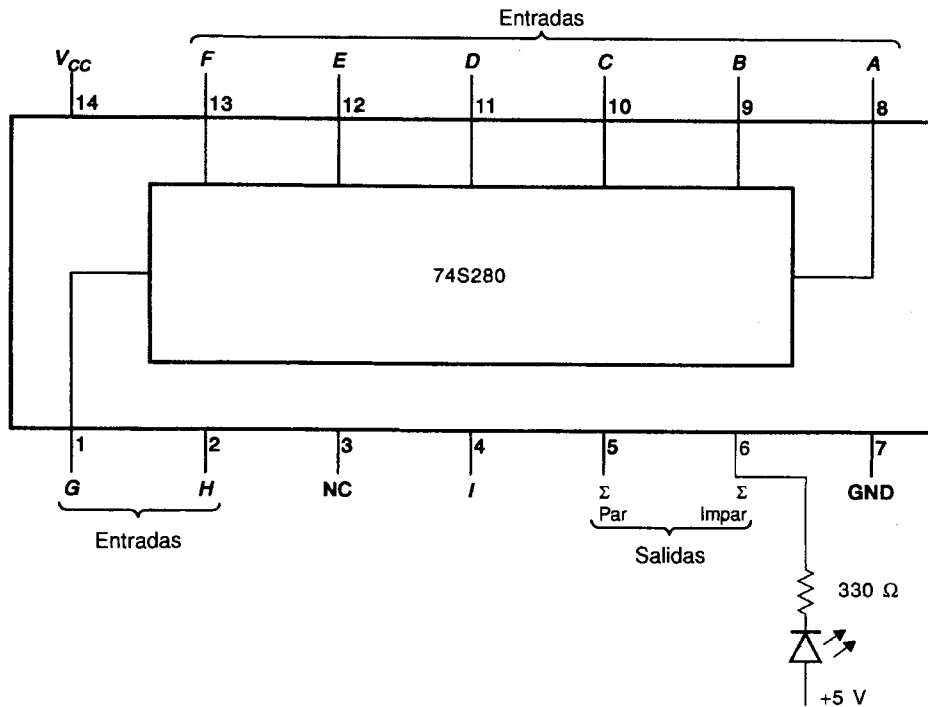 Entradas
V_CC F E D C B A
14 13 12 11 10 9 8
74S280
1 2 3 4 5 6 7
G H NC I Σ Σ GND
Par Impar
Entradas Salidas
330 Ω
+5 V